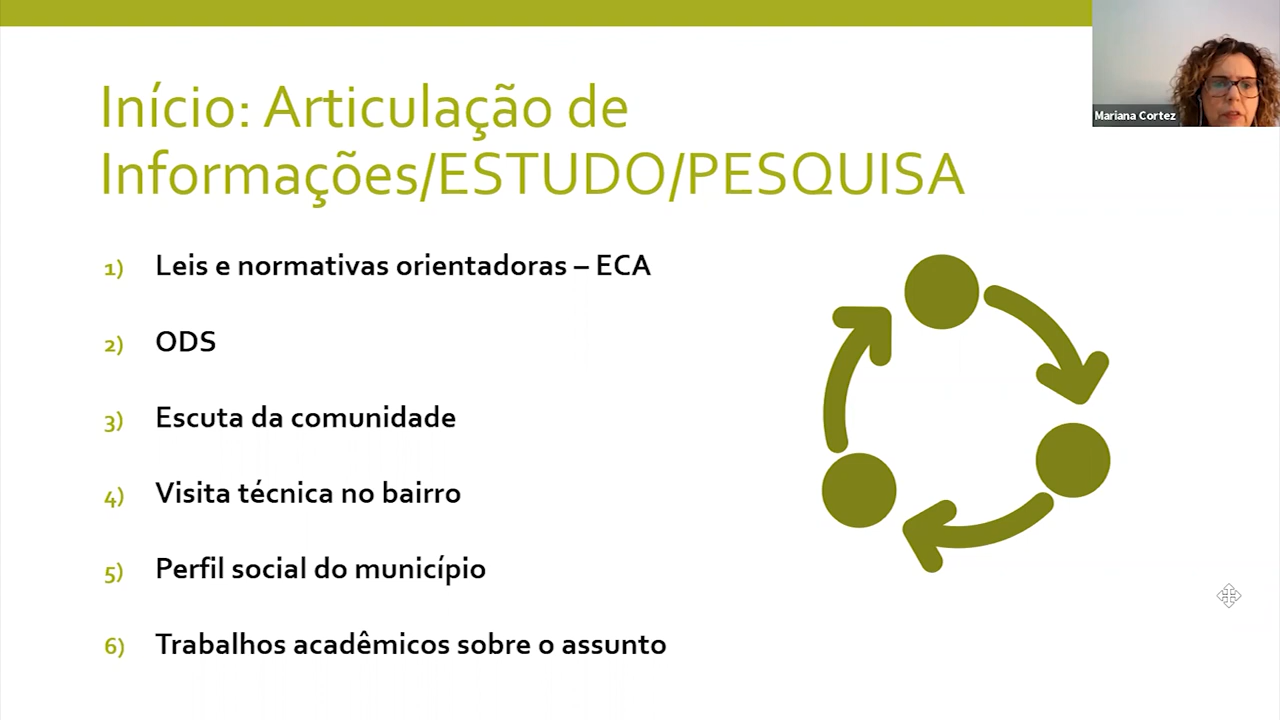 Início: Articulação de
Informações/ESTUDO/PESQUISA
Mariana Cortez
1) Leis e normativas orientadoras – ECA
2) ODS
3) Escuta da comunidade
4) Visita técnica no bairro
5) Perfil social do município
6) Trabalhos acadêmicos sobre o assunto